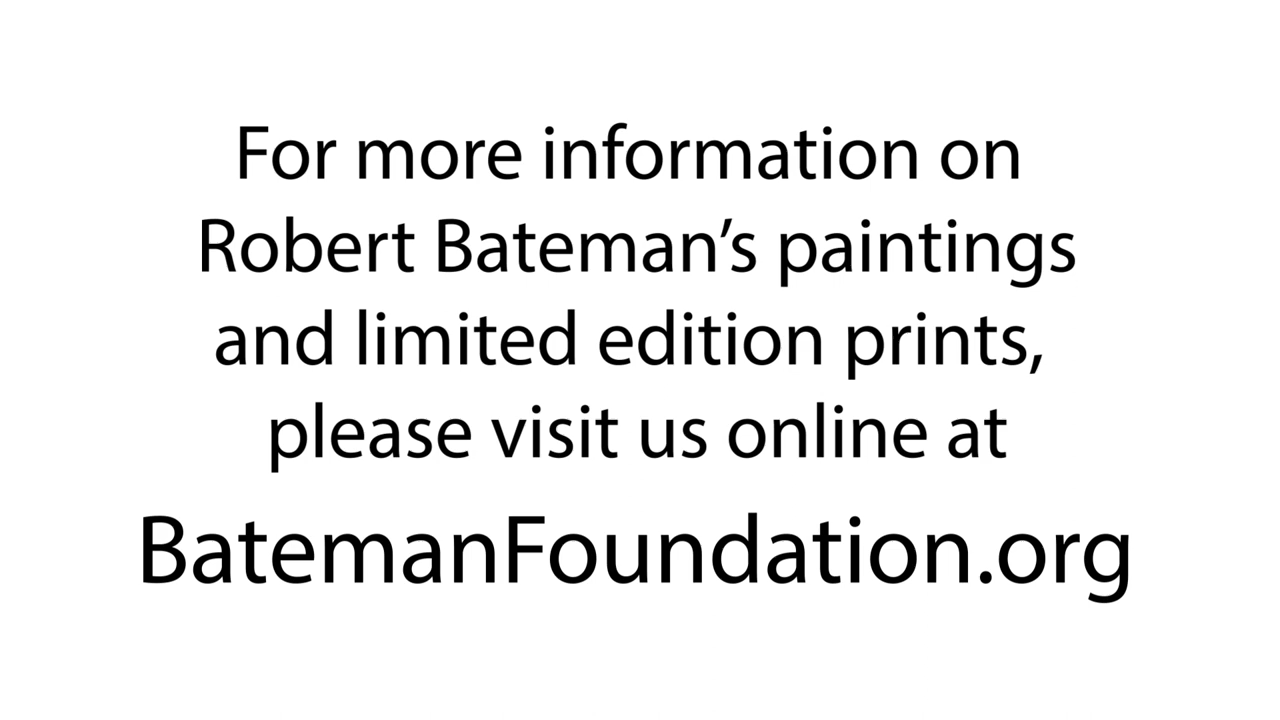 For more information on
Robert Bateman’s paintings
and limited edition prints,
please visit us online at
BatemanFoundation.org